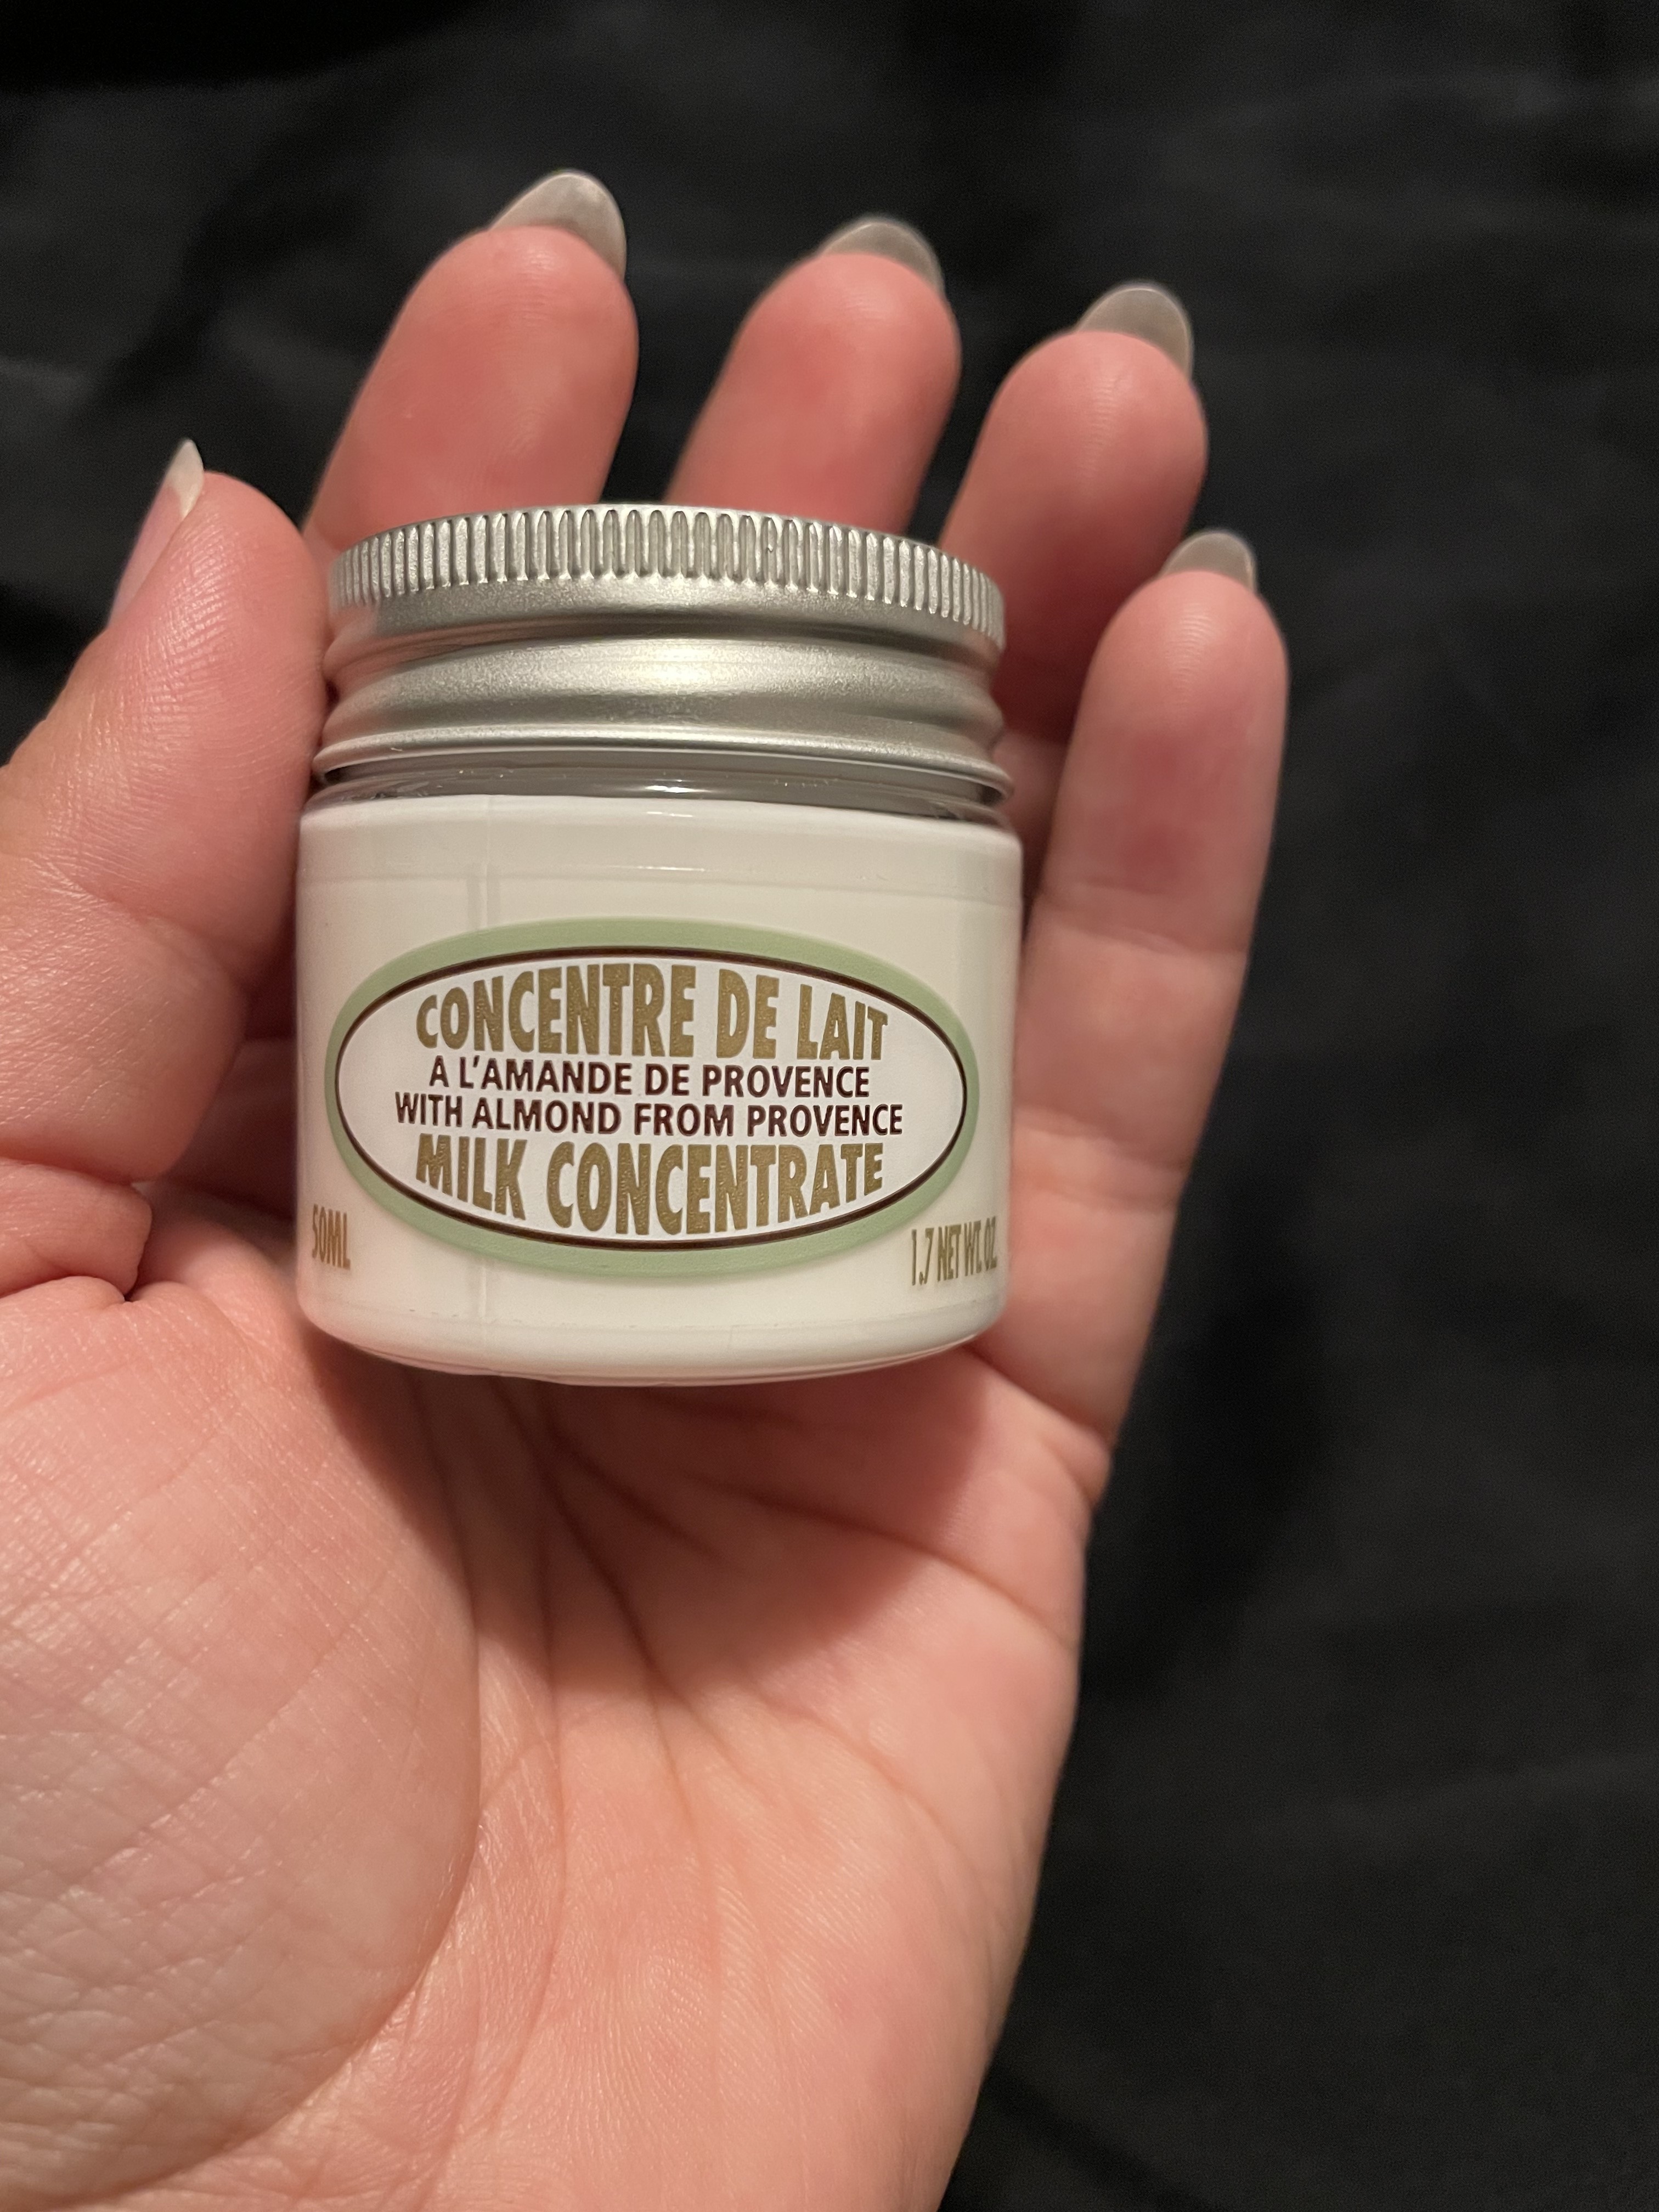 CONCENTRE DE LAIT
A L'AMANDE DE PROVENCE
WITH ALMOND FROM PROVENCE
MILK CONCENTRATE
50ML
1.7 NET WT. OZ.